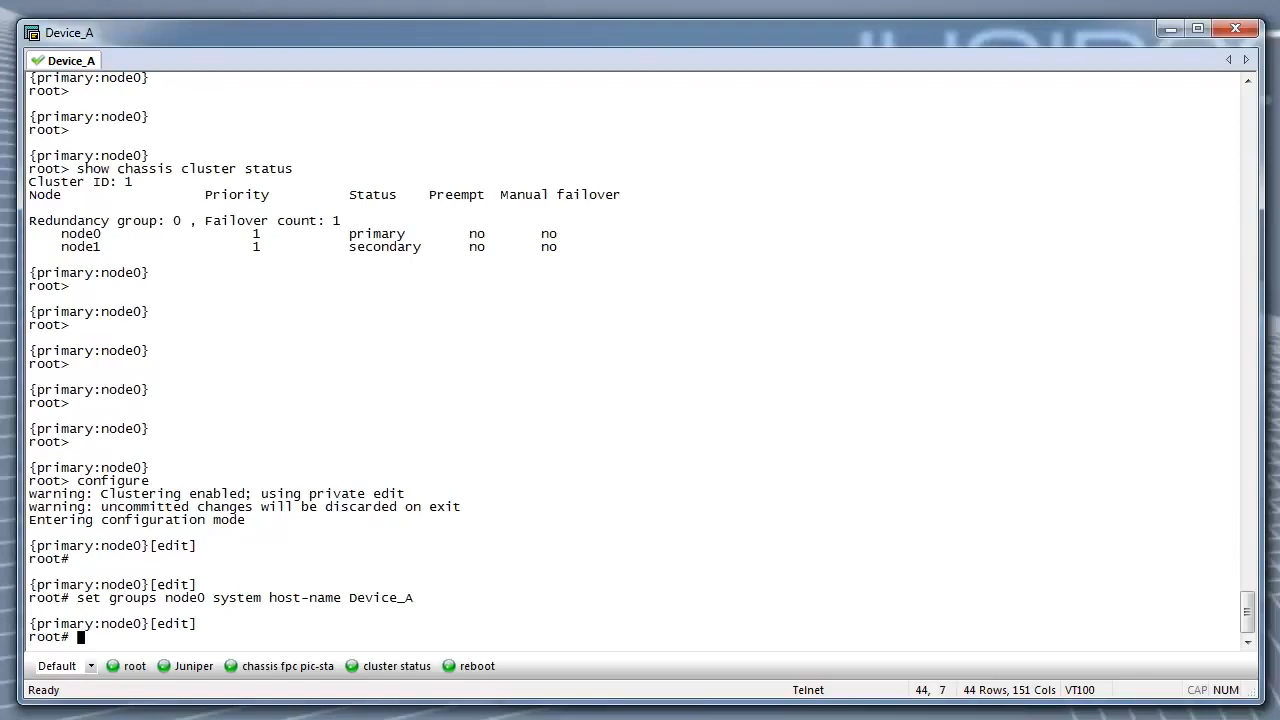 Device_A
Device_A
{primary:node0}
root>
{primary:node0}
root>
{primary:node0}
root> show chassis cluster status
Cluster ID: 1
Node Priority Status Preempt Manual failover
Redundancy group: 0 , Failover count: 1
node0 1 primary no no
node1 1 secondary no no
{primary:node0}
root>
{primary:node0}
root>
{primary:node0}
root>
{primary:node0}
root>
{primary:node0}
root>
{primary:node0}
root> configure
warning: Clustering enabled; using private edit
warning: uncommitted changes will be discarded on exit
Entering configuration mode
{primary:node0}[edit]
root#
{primary:node0}[edit]
root# set groups node0 system host-name Device_A
{primary:node0}[edit]
root#
Default root Juniper chassis fpc pic-sta cluster status reboot
Ready Telnet 44, 7 44 Rows, 151 Cols VT100 CAP NUM